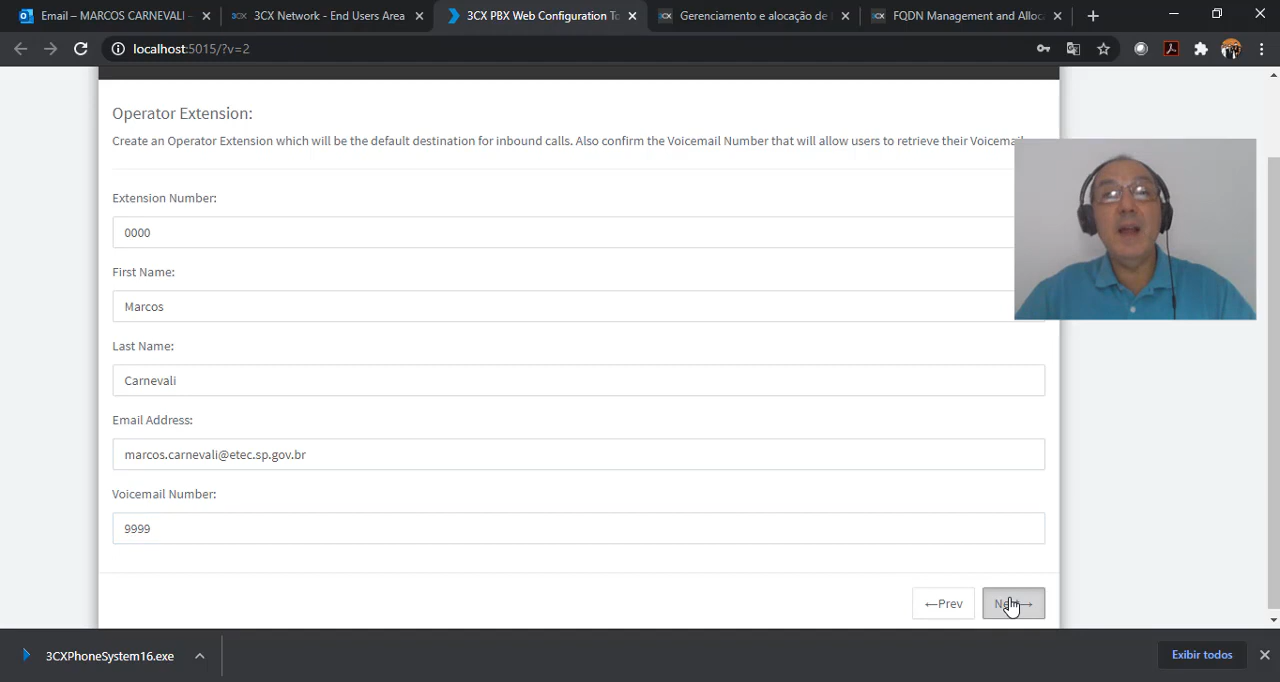 Email – MARCOS CARNEVALI –
3CX Network - End Users Area
3CX PBX Web Configuration To
Gerenciamento e alocação de
FQDN Management and Alloc
localhost:5015/?v=2
Operator Extension:
Create an Operator Extension which will be the default destination for inbound calls. Also confirm the Voicemail Number that will allow users to retrieve their Voicemail
Extension Number:
0000
First Name:
Marcos
Last Name:
Carnevali
Email Address:
marcos.carnevali@etec.sp.gov.br
Voicemail Number:
9999
←Prev
Next→
3CXPhoneSystem16.exe
Exibir todos